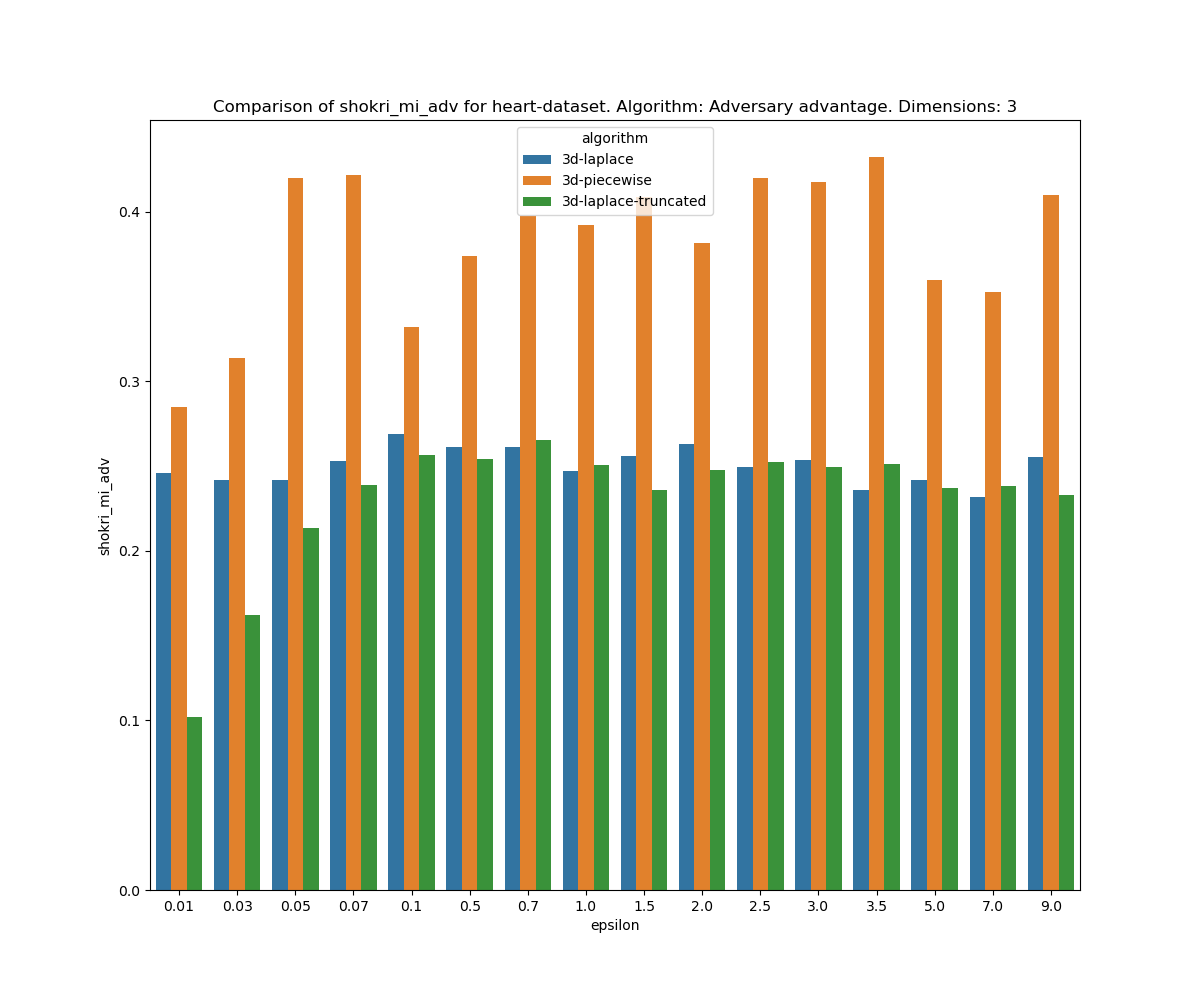 Comparison of shokri_mi_adv for heart-dataset. Algorithm: Adversary advantage. Dimensions: 3
algorithm
3d-laplace
3d-piecewise
3d-laplace-truncated
shokri_mi_adv
0.4
0.3
0.2
0.1
0.0
0.01 0.03 0.05 0.07 0.1 0.5 0.7 1.0 1.5 2.0 2.5 3.0 3.5 5.0 7.0 9.0
epsilon